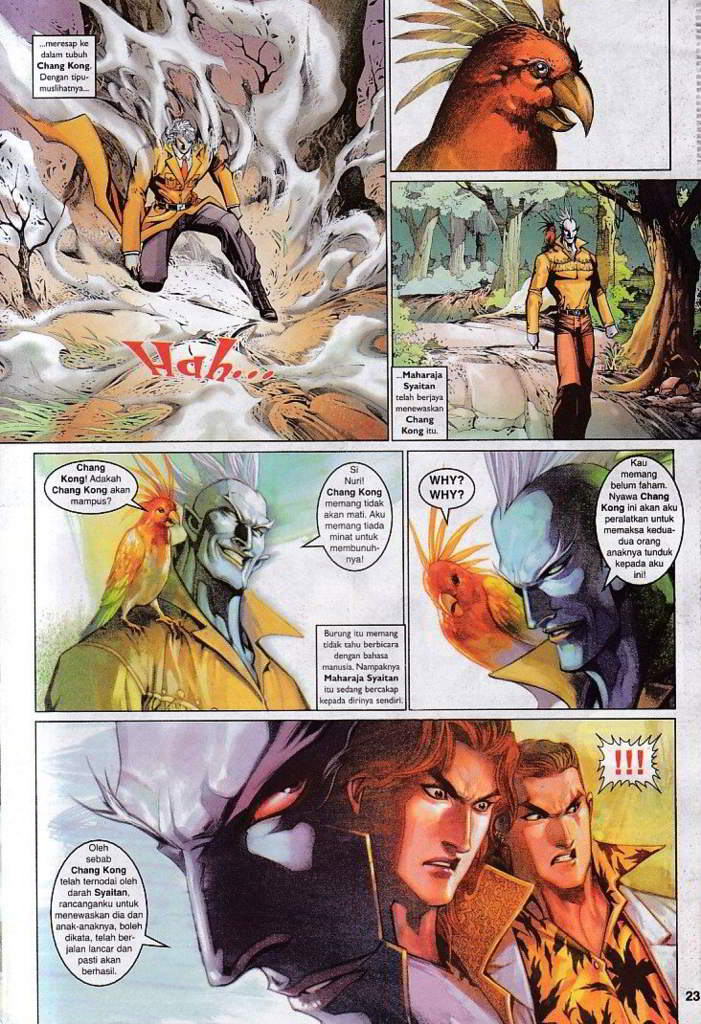 ...meresap ke
dalam tubuh
Chang Kong.
Dengan tipu-
muslihatnya...
Hah...
...Maharaja
Syaitan
telah berjaya
menewaskan
Chang
Kong itu.
Chang
Kong! Adakah
Chang Kong akan
mampus?
Si
Nuri!
Chang Kong
memang tidak
akan mati. Aku
memang tiada
minat untuk
membunuh-
nya!
Burung itu memang
tidak tahu berbicara
dengan bahasa
manusia. Nampaknya
Maharaja Syaitan
itu sedang bercakap
kepada dirinya sendiri.
WHY?
WHY?
Kau
memang
belum faham.
Nyawa Chang
Kong ini akan aku
peralatkan untuk
memaksa kedua-
dua orang
anaknya tunduk
kepada aku
ini!
!!!
Oleh
sebab
Chang Kong
telah ternodai oleh
darah Syaitan,
rancanganku untuk
menewaskan dia dan
anak-anaknya, boleh
dikata, telah ber-
jalan lancar dan
pasti akan
berhasil.
23